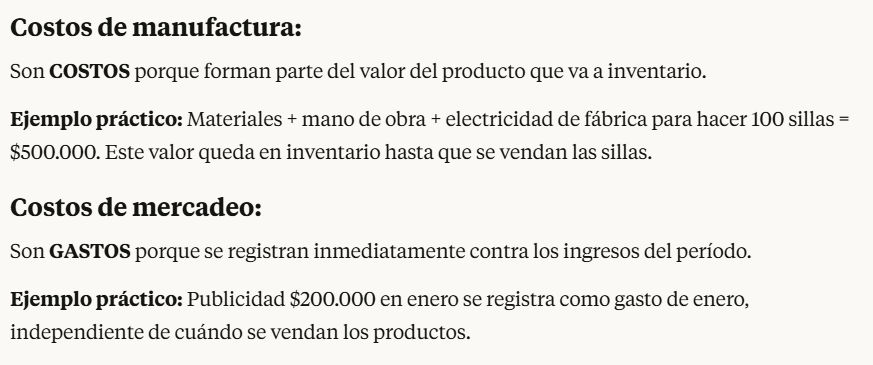 Costos de manufactura:
Son COSTOS porque forman parte del valor del producto que va a inventario.
Ejemplo práctico: Materiales + mano de obra + electricidad de fábrica para hacer 100 sillas =
$500.000. Este valor queda en inventario hasta que se vendan las sillas.
Costos de mercadeo:
Son GASTOS porque se registran inmediatamente contra los ingresos del período.
Ejemplo práctico: Publicidad $200.000 en enero se registra como gasto de enero,
independiente de cuándo se vendan los productos.